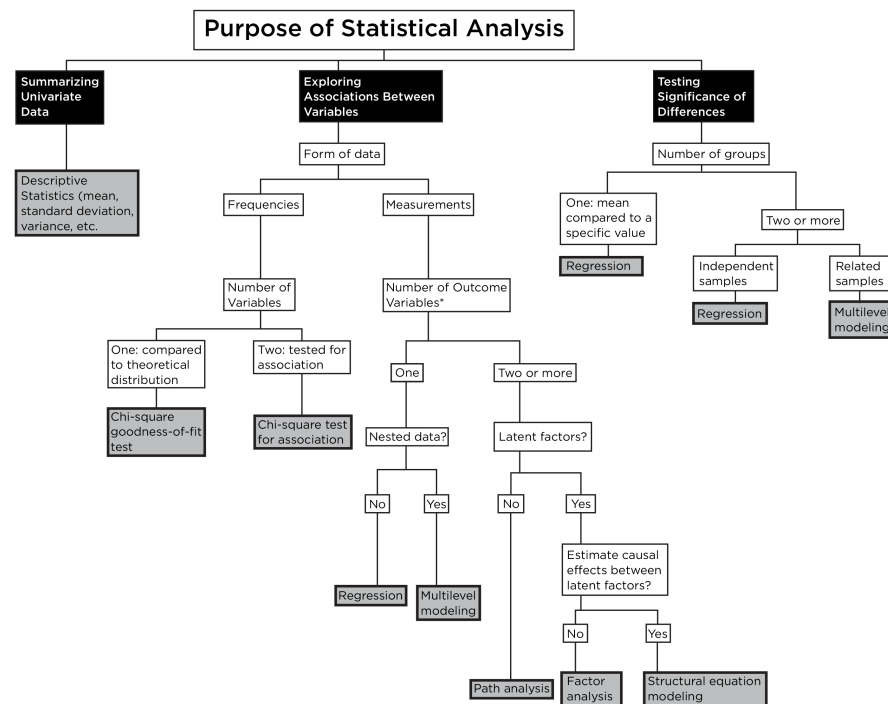 Purpose of Statistical Analysis
Summarizing
Univariate
Data
Exploring
Associations Between
Variables
Testing
Significance of
Differences
Descriptive
Statistics (mean,
standard deviation,
variance, etc.
Form of data
Number of groups
Frequencies
Measurements
One: mean
compared to a
specific value
Two or more
Regression
Independent
samples
Related
samples
Regression
Multilevel
modeling
Number of
Variables
Number of Outcome
Variables*
One: compared
to theoretical
distribution
Two: tested for
association
One
Two or more
Chi-square
goodness-of-fit
test
Chi-square test
for association
Nested data?
Latent factors?
No
Yes
No
Yes
Estimate causal
effects between
latent factors?
Regression
Multilevel
modeling
No
Yes
Path analysis
Factor
analysis
Structural equation
modeling